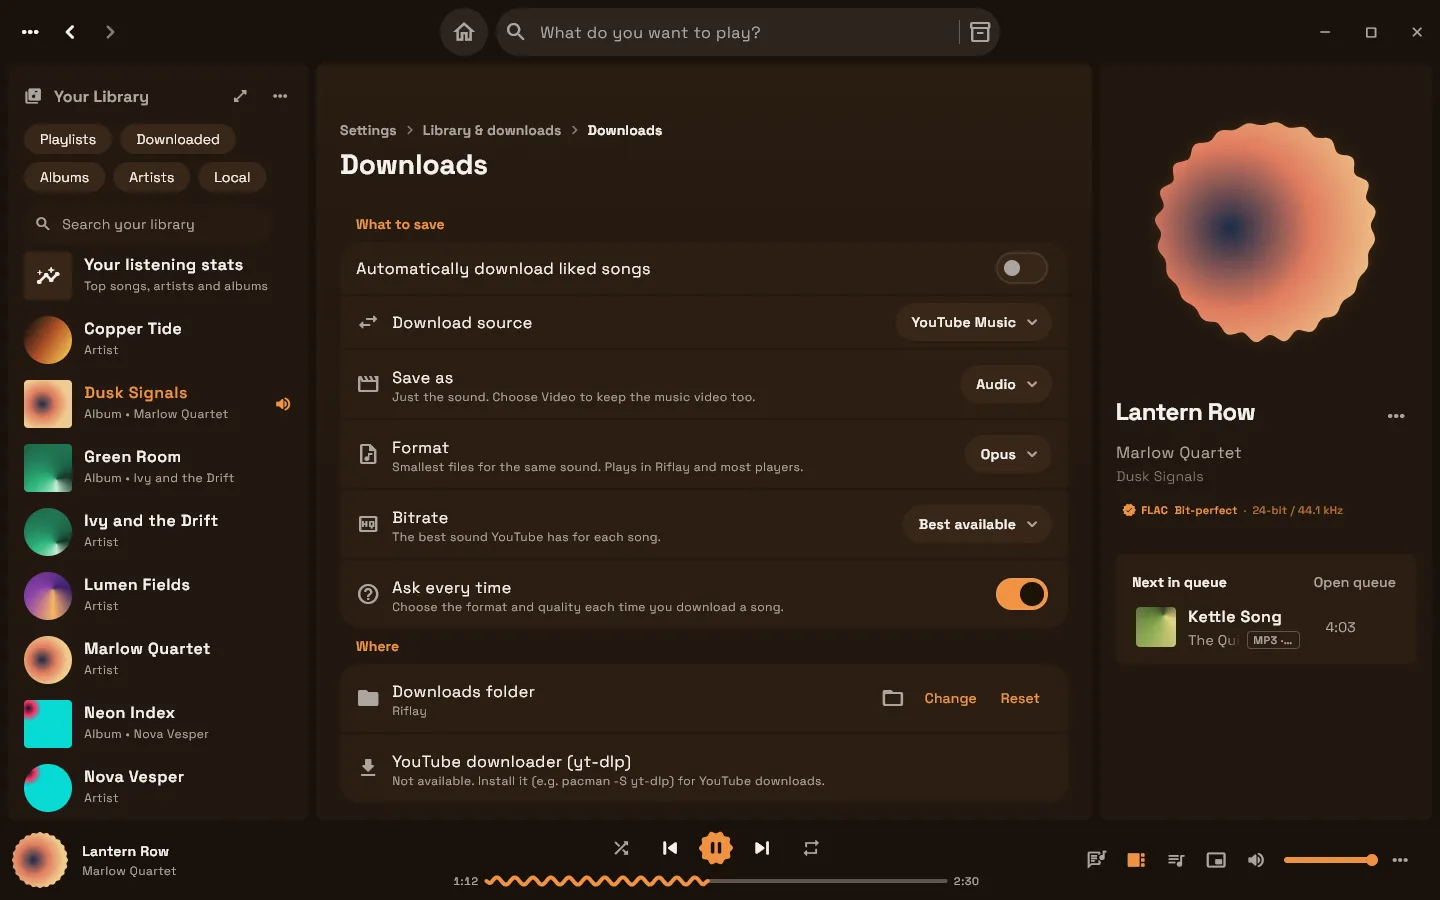 What do you want to play?
Your Library
Playlists
Downloaded
Albums
Artists
Local
Search your library
Your listening stats
Top songs, artists and albums
Copper Tide
Artist
Dusk Signals
Album • Marlow Quartet
Green Room
Album • Ivy and the Drift
Ivy and the Drift
Artist
Lumen Fields
Artist
Marlow Quartet
Artist
Neon Index
Album • Nova Vesper
Nova Vesper
Artist
Settings > Library & downloads > Downloads
Downloads
What to save
Automatically download liked songs
Download source
YouTube Music
Save as
Just the sound. Choose Video to keep the music video too.
Audio
Format
Smallest files for the same sound. Plays in Riflay and most players.
Opus
HQ
Bitrate
The best sound YouTube has for each song.
Best available
Ask every time
Choose the format and quality each time you download a song.
Where
Downloads folder
Riflay
Change
Reset
YouTube downloader (yt-dlp)
Not available. Install it (e.g. pacman -S yt-dlp) for YouTube downloads.
Lantern Row
Marlow Quartet
Dusk Signals
FLAC Bit-perfect · 24-bit / 44.1 kHz
Next in queue
Open queue
Kettle Song
The Qui
MP3 ·…
4:03
Lantern Row
Marlow Quartet
1:12
2:30